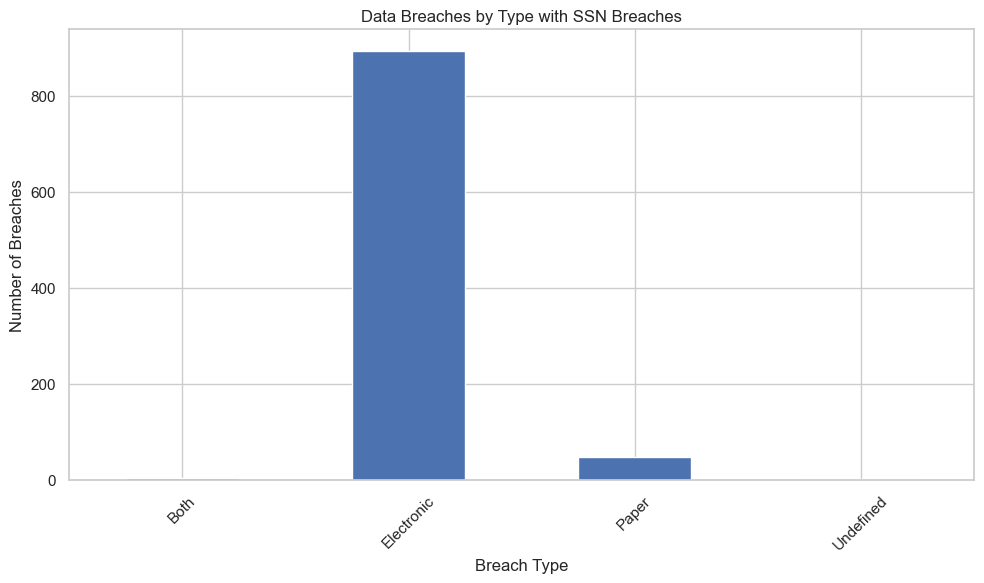 Data Breaches by Type with SSN Breaches
Number of Breaches
800
600
400
200
0
Both
Electronic
Paper
Undefined
Breach Type